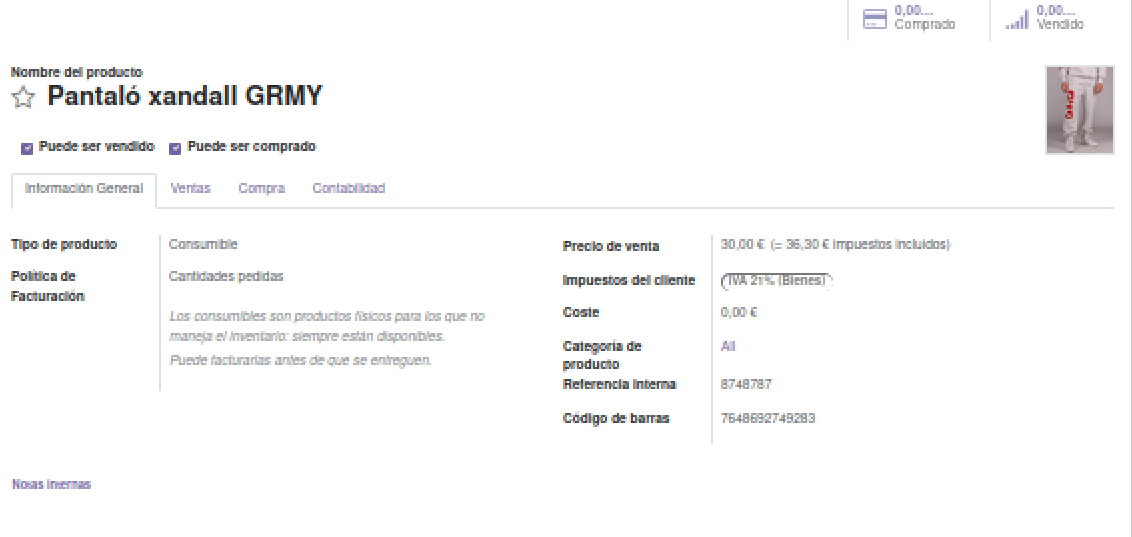 0,00....
Comprado
0,00....
Vendido
Nombre del producto
Pantaló xandall GRMY
Puede ser vendido
Puede ser comprado
Información General
Ventas
Compra
Contabilidad
Tipo de producto
Consumible
Política de
Facturación
Cantidades pedidas
Los consumibles son productos físicos para los que no
maneja el inventario: siempre están disponibles.
Puede facturarlas antes de que se entreguen.
Precio de venta
30,00 € (= 36,30 € impuestos incluidos)
Impuestos del cliente
IVA 21% (Bienes)
Coste
0,00 €
Categoría de
producto
All
Referencia interna
8748787
Código de barras
7648692749283
Notas internas